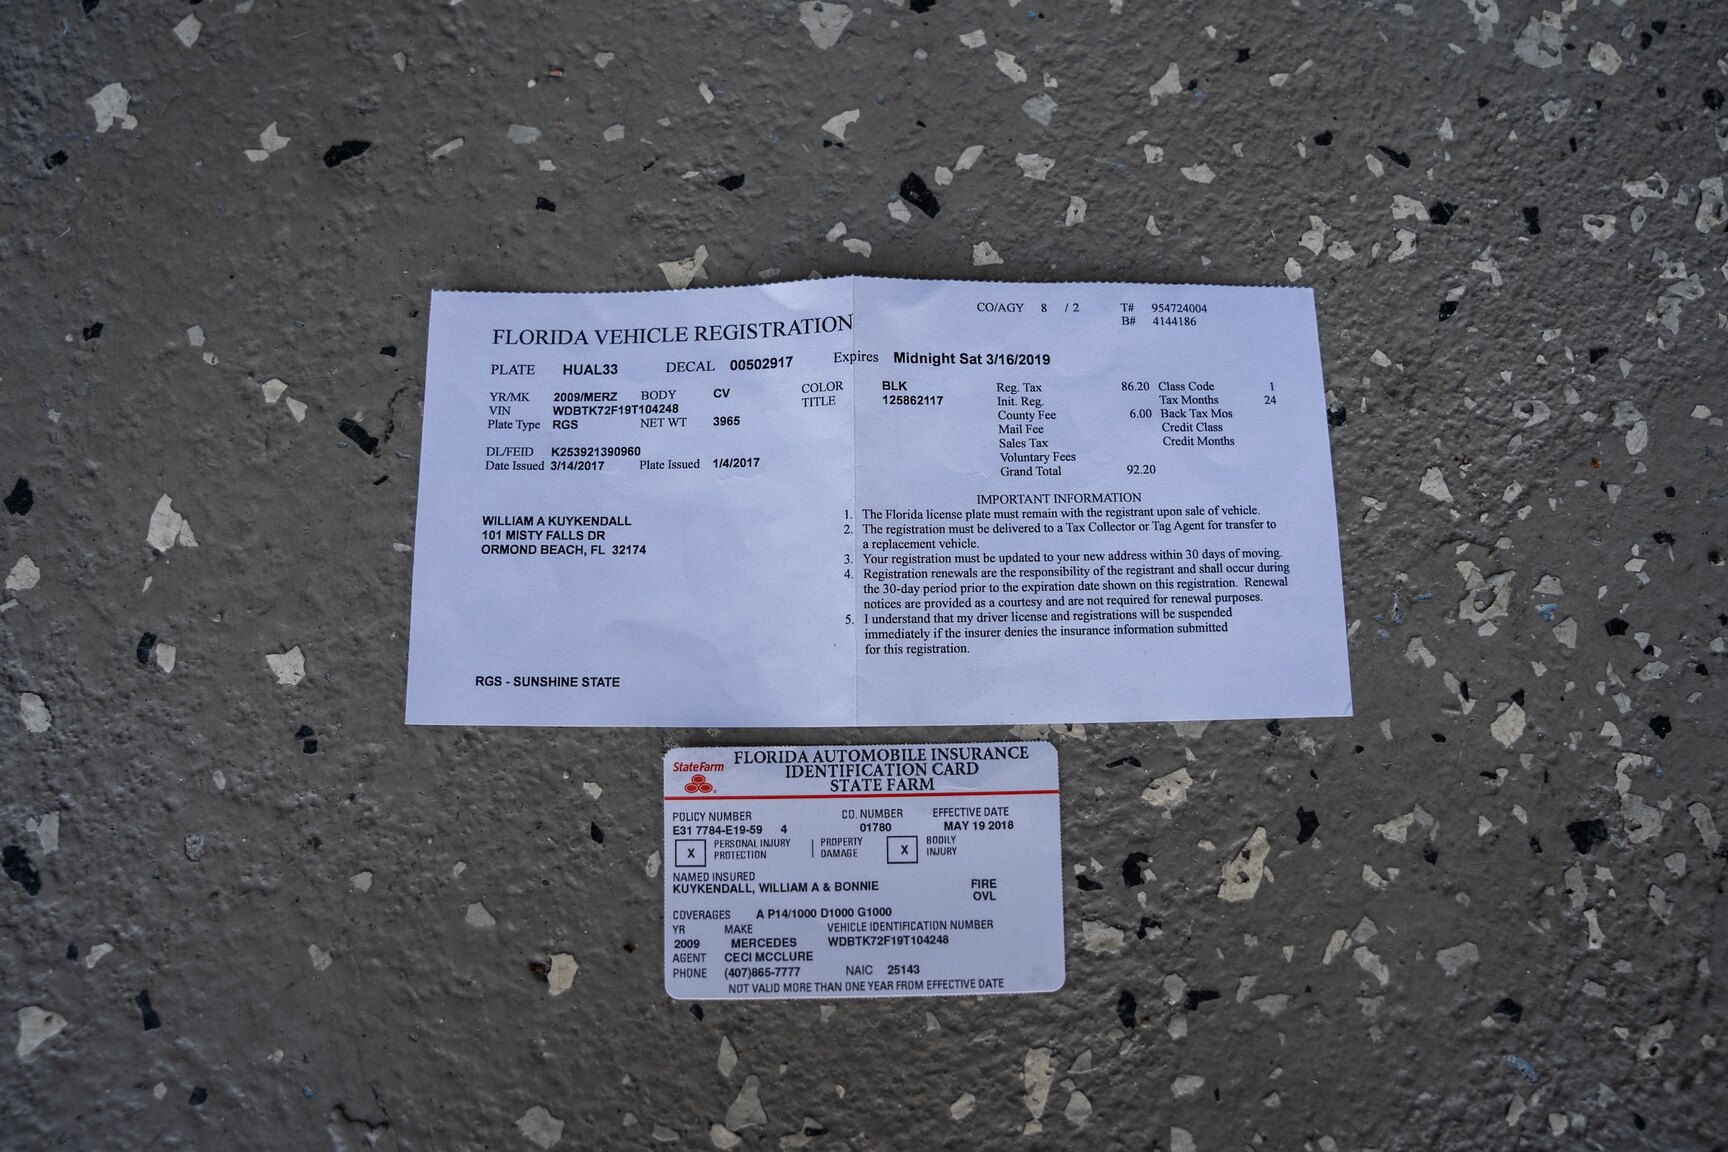 FLORIDA VEHICLE REGISTRATION
CO/AGY 8 / 2 T# 954724004
B# 4144186
PLATE HUAL33 DECAL 00502917 Expires Midnight Sat 3/16/2019
YR/MK 2009/MERZ BODY CV COLOR BLK
VIN WDBTK72F19T104248 TITLE 125862117
Plate Type RGS NET WT 3965
DL/FEID K253921390960
Date Issued 3/14/2017 Plate Issued 1/4/2017
Reg. Tax 86.20 Class Code 1
Init. Reg. Tax Months 24
County Fee 6.00 Back Tax Mos
Mail Fee Credit Class
Sales Tax Credit Months
Voluntary Fees
Grand Total 92.20
WILLIAM A KUYKENDALL
101 MISTY FALLS DR
ORMOND BEACH, FL 32174
RGS - SUNSHINE STATE
IMPORTANT INFORMATION
1. The Florida license plate must remain with the registrant upon sale of vehicle.
2. The registration must be delivered to a Tax Collector or Tag Agent for transfer to
a replacement vehicle.
3. Your registration must be updated to your new address within 30 days of moving.
4. Registration renewals are the responsibility of the registrant and shall occur during
the 30-day period prior to the expiration date shown on this registration. Renewal
notices are provided as a courtesy and are not required for renewal purposes.
5. I understand that my driver license and registrations will be suspended
immediately if the insurer denies the insurance information submitted
for this registration.
StateFarm
FLORIDA AUTOMOBILE INSURANCE
IDENTIFICATION CARD
STATE FARM
POLICY NUMBER CO. NUMBER EFFECTIVE DATE
E31 7784-E19-59 4 01780 MAY 19 2018
X PERSONAL INJURY PROTECTION PROPERTY DAMAGE X BODILY INJURY
NAMED INSURED
KUYKENDALL, WILLIAM A & BONNIE FIRE
OVL
COVERAGES A P14/1000 D1000 G1000
YR MAKE VEHICLE IDENTIFICATION NUMBER
2009 MERCEDES WDBTK72F19T104248
AGENT CECI MCCLURE
PHONE (407)865-7777 NAIC 25143
NOT VALID MORE THAN ONE YEAR FROM EFFECTIVE DATE